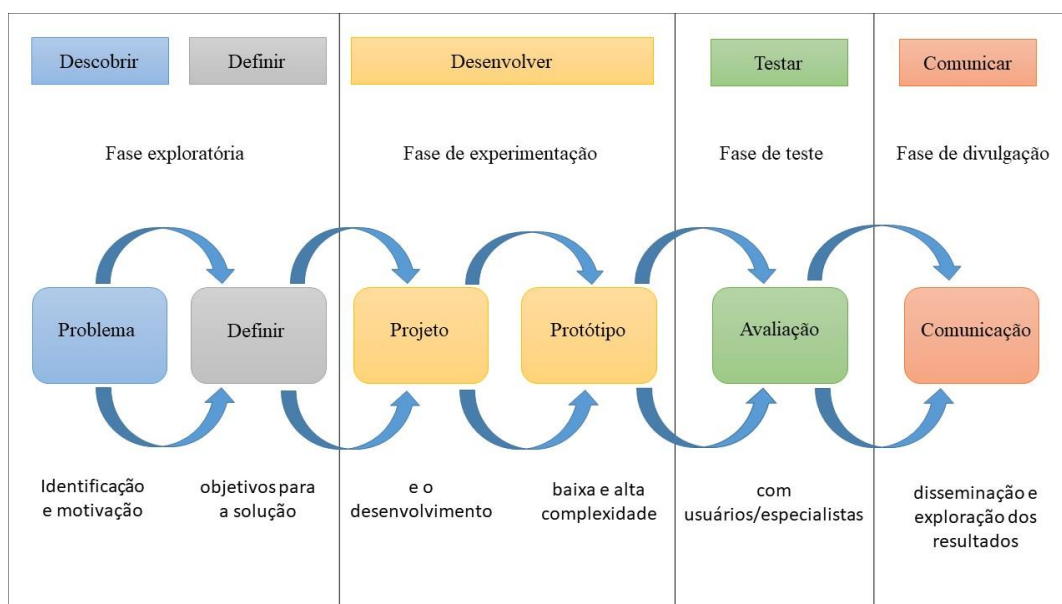 Descobrir
Definir
Desenvolver
Testar
Comunicar
Fase exploratória
Fase de experimentação
Fase de teste
Fase de divulgação
Problema
Definir
Projeto
Protótipo
Avaliação
Comunicação
Identificação
e motivação
objetivos para
a solução
e o
desenvolvimento
baixa e alta
complexidade
com
usuários/especialistas
disseminação e
exploração dos
resultados